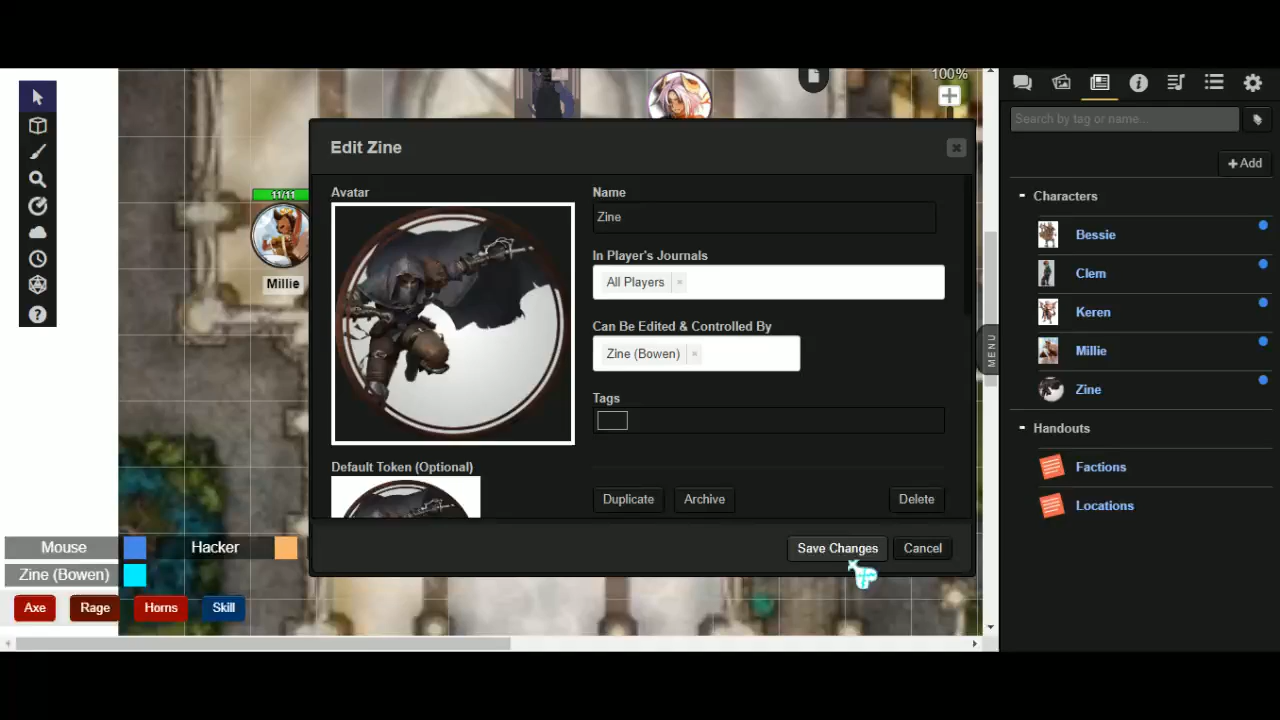 100%
Search by tag or name...
+ Add
Edit Zine
×
Avatar
Name
Zine
In Player's Journals
All Players ×
Can Be Edited & Controlled By
Zine (Bowen) ×
Tags
Default Token (Optional)
Duplicate
Archive
Delete
Save Changes
Cancel
11/11
Millie
MENU
Characters
Bessie
Clem
Keren
Millie
Zine
Handouts
Factions
Locations
Mouse
Hacker
Zine (Bowen)
Axe
Rage
Horns
Skill